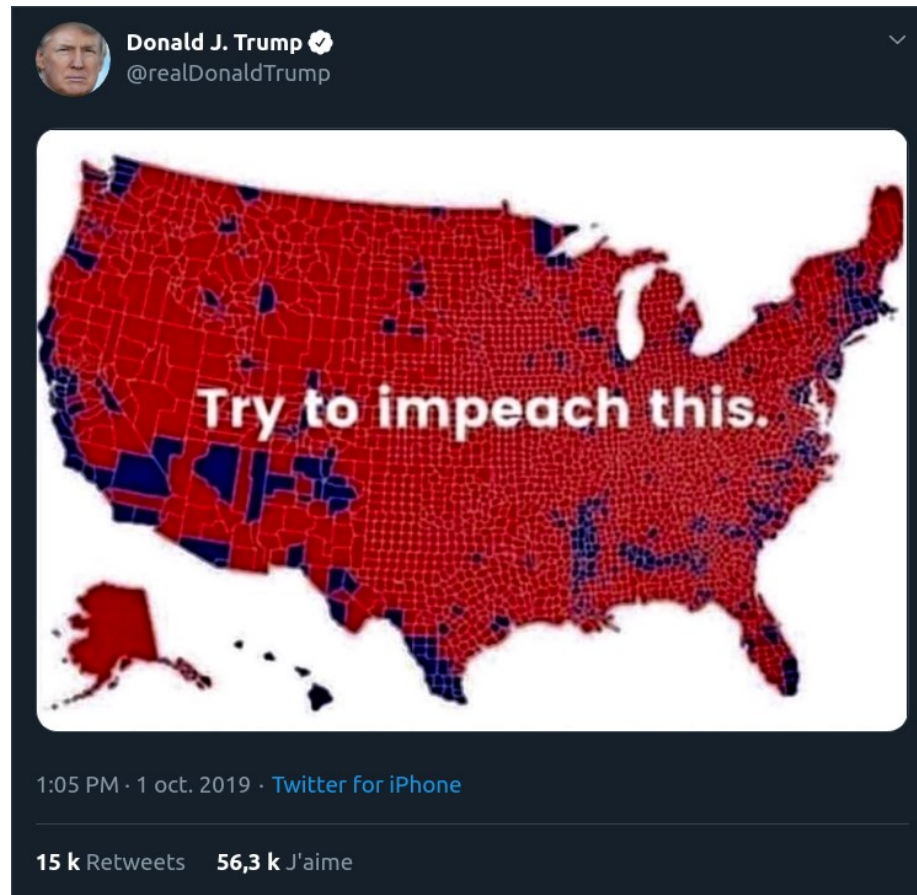 Donald J. Trump
@realDonaldTrump
Try to impeach this.
1:05 PM · 1 oct. 2019 · Twitter for iPhone
15 k Retweets 56,3 k J'aime